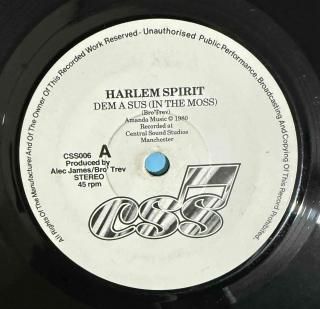 All Rights Of The Manufacturer And Of The Owner Of This Recorded Work Reserved - Unauthorised Public Performance, Broadcasting And Copying Of This Record Prohibited.
HARLEM SPIRIT
DEM A SUS (IN THE MOSS)
(Bro'Trev)
Amanda Music © 1980
Recorded at
Central Sound Studios
Manchester
CSS006 A
Produced by
Alec James/Bro' Trev
STEREO
45 rpm
CSS